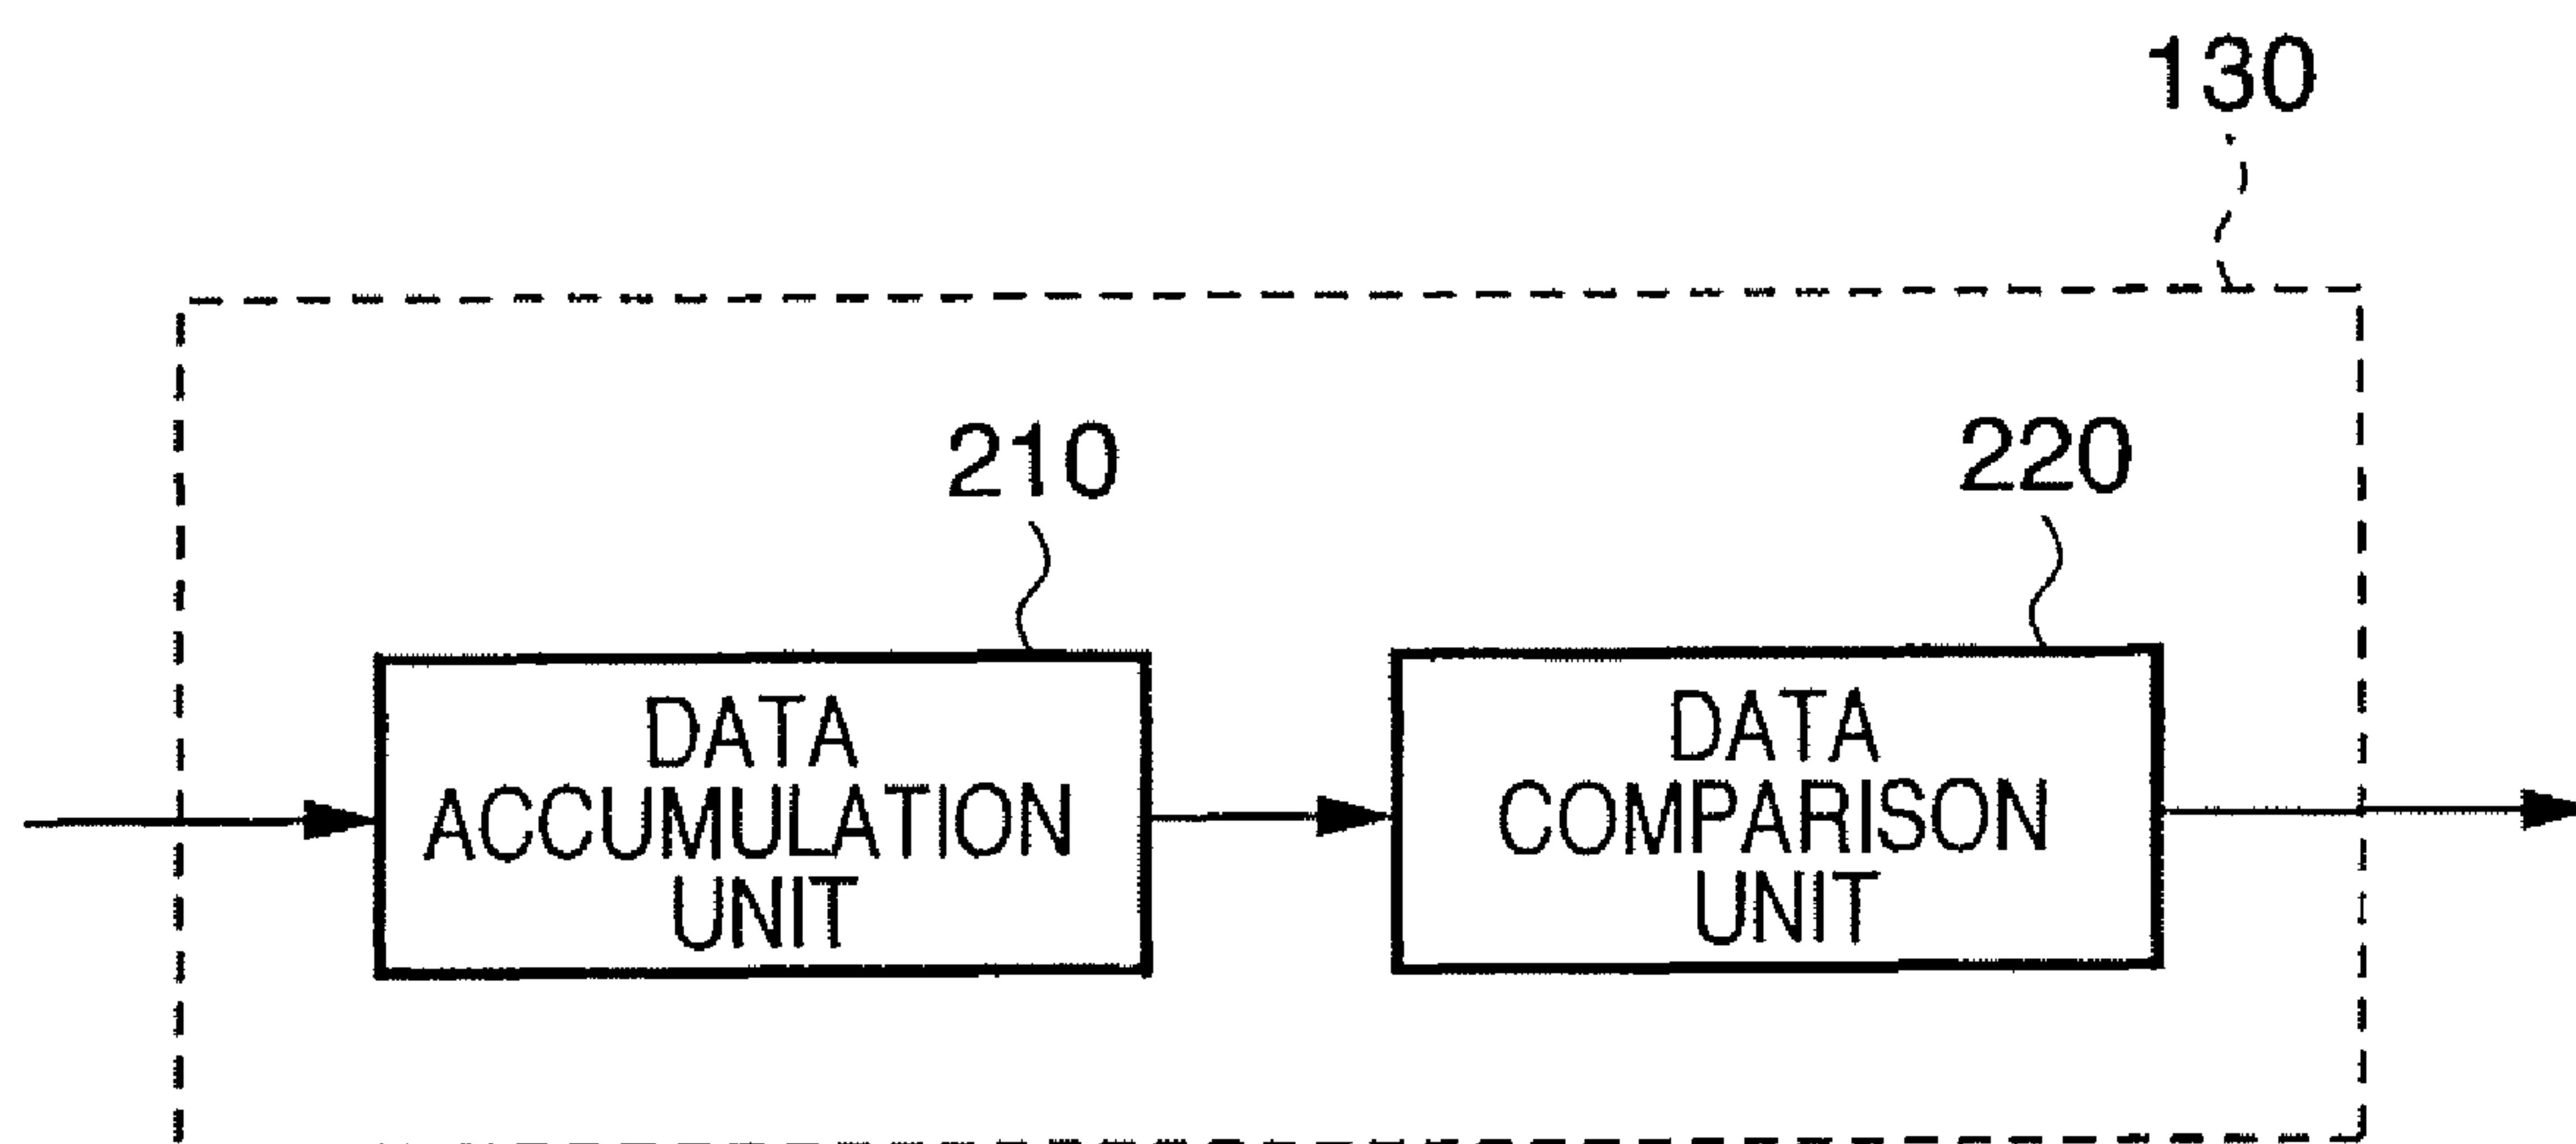 130
210
220
DATA
ACCUMULATION
UNIT
DATA
COMPARISON
UNIT